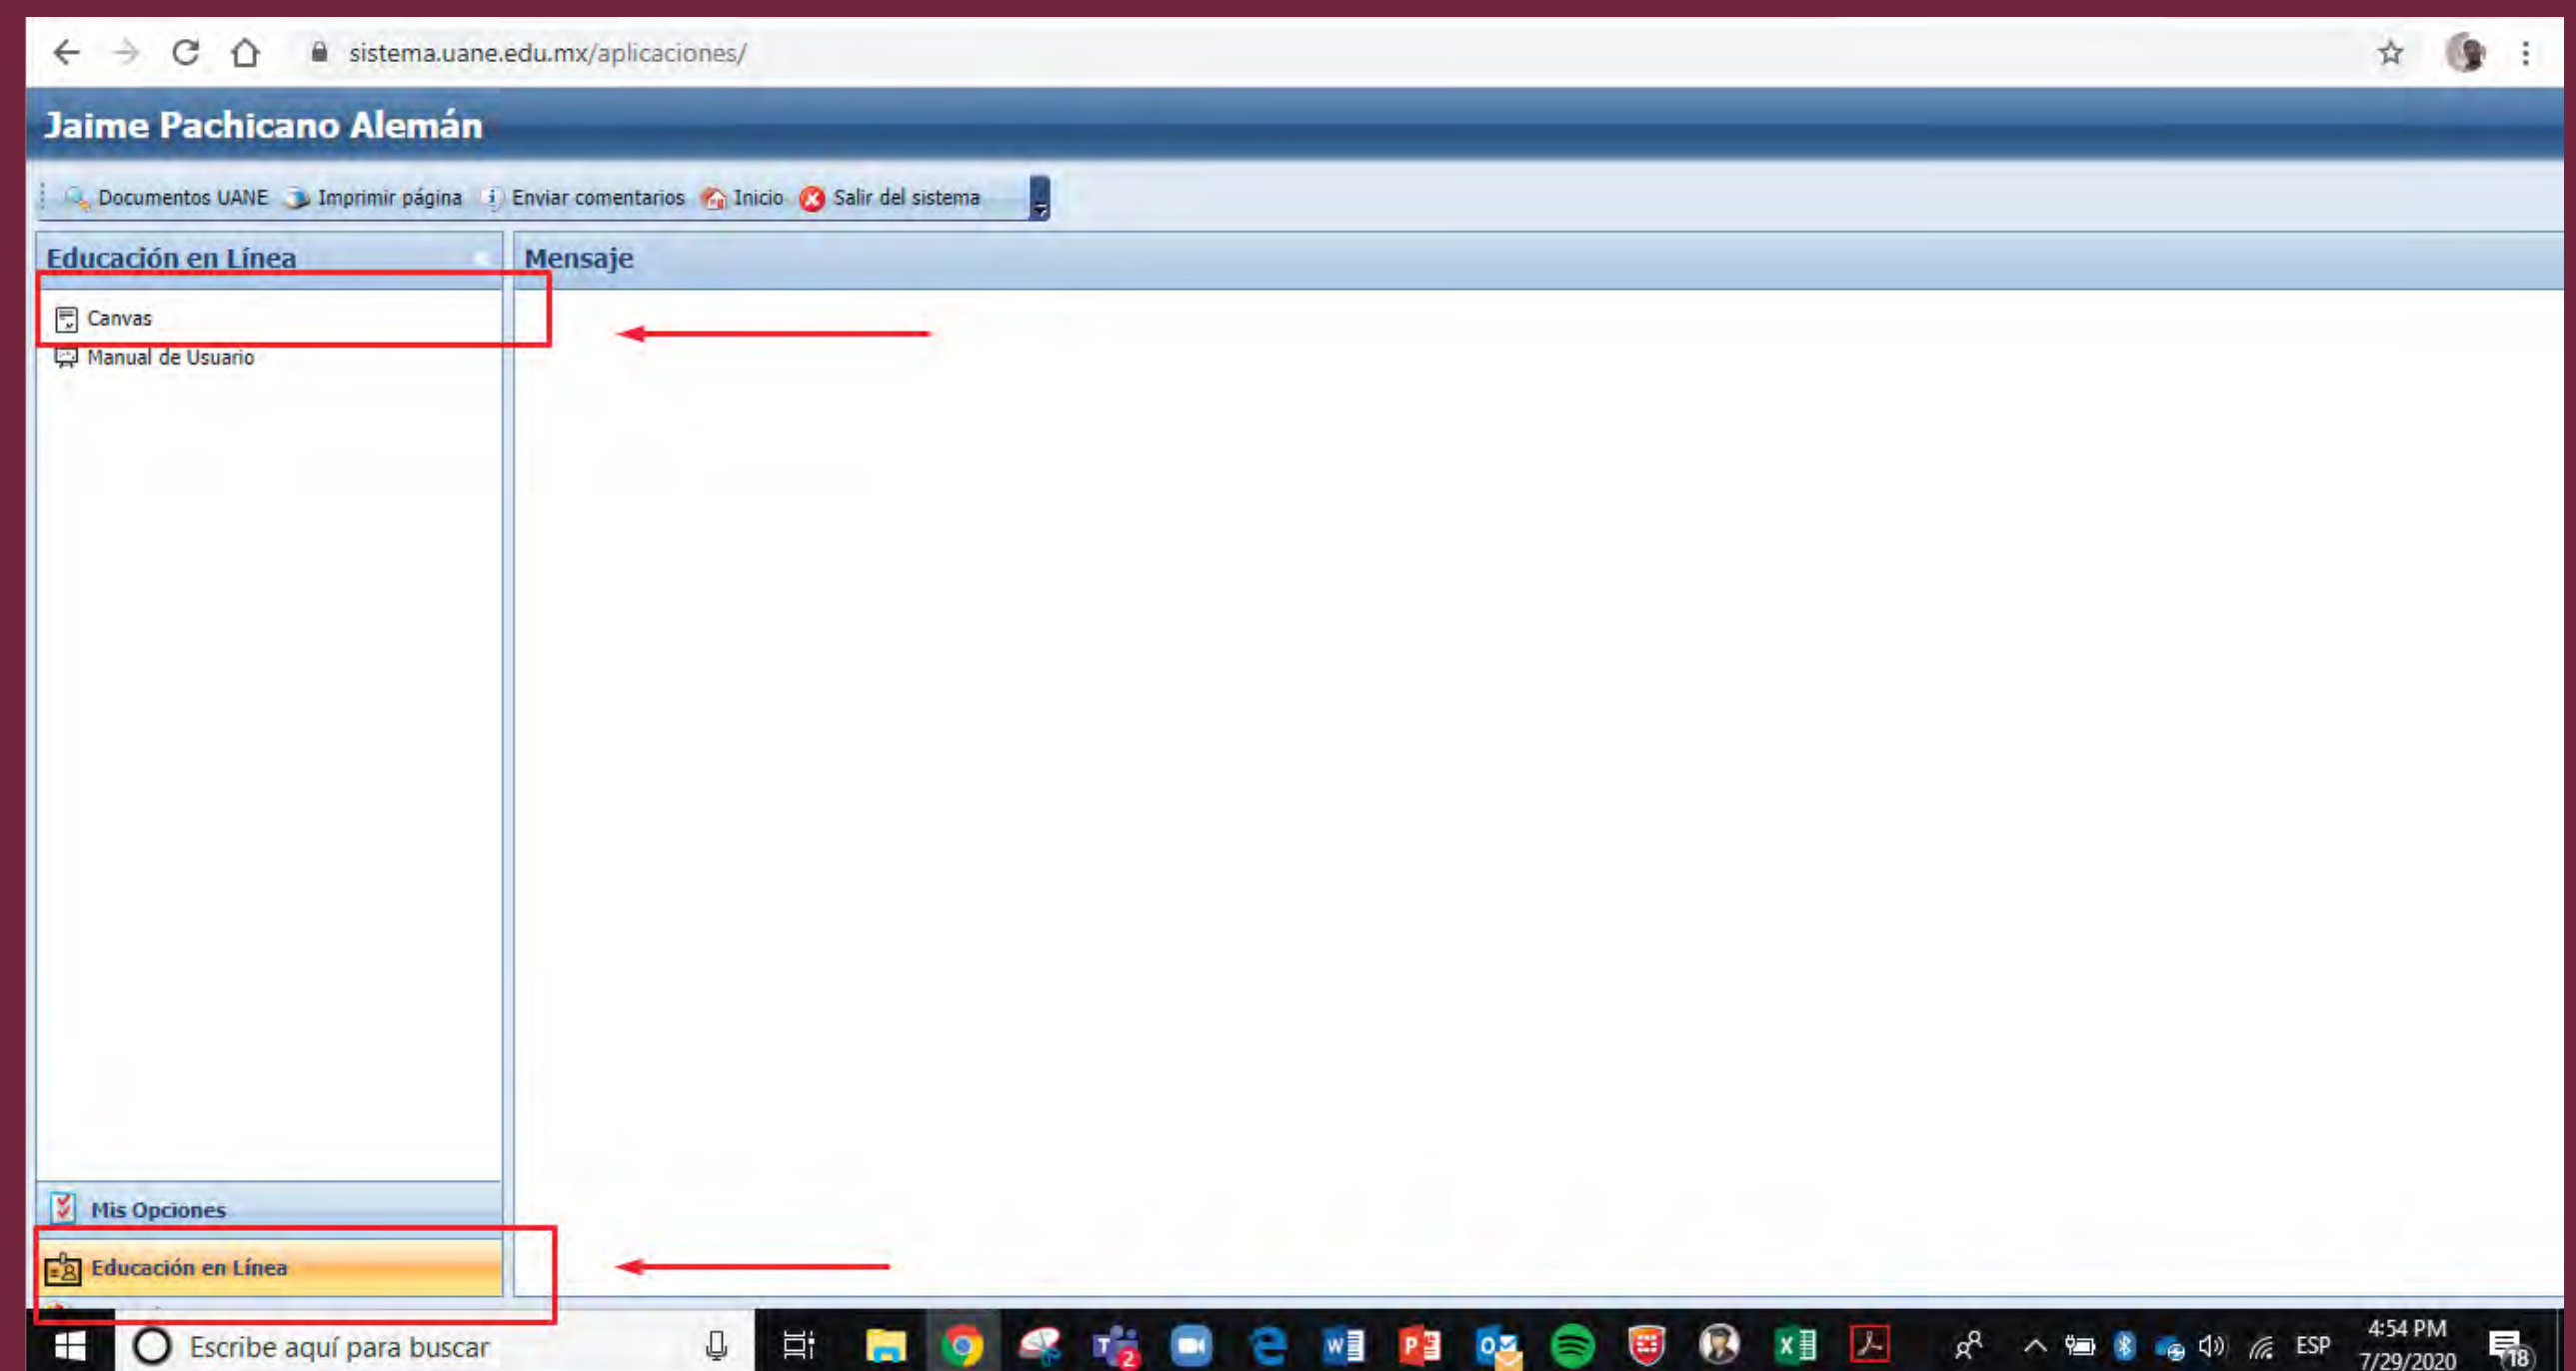 sistema.uane.edu.mx/aplicaciones/
Jaime Pachicano Alemán
Documentos UANE Imprimir página Enviar comentarios Inicio Salir del sistema
Educación en Línea
Mensaje
Canvas
Manual de Usuario
Mis Opciones
Educación en Línea
Escribe aquí para buscar
2
ESP
4:54 PM
7/29/2020
18